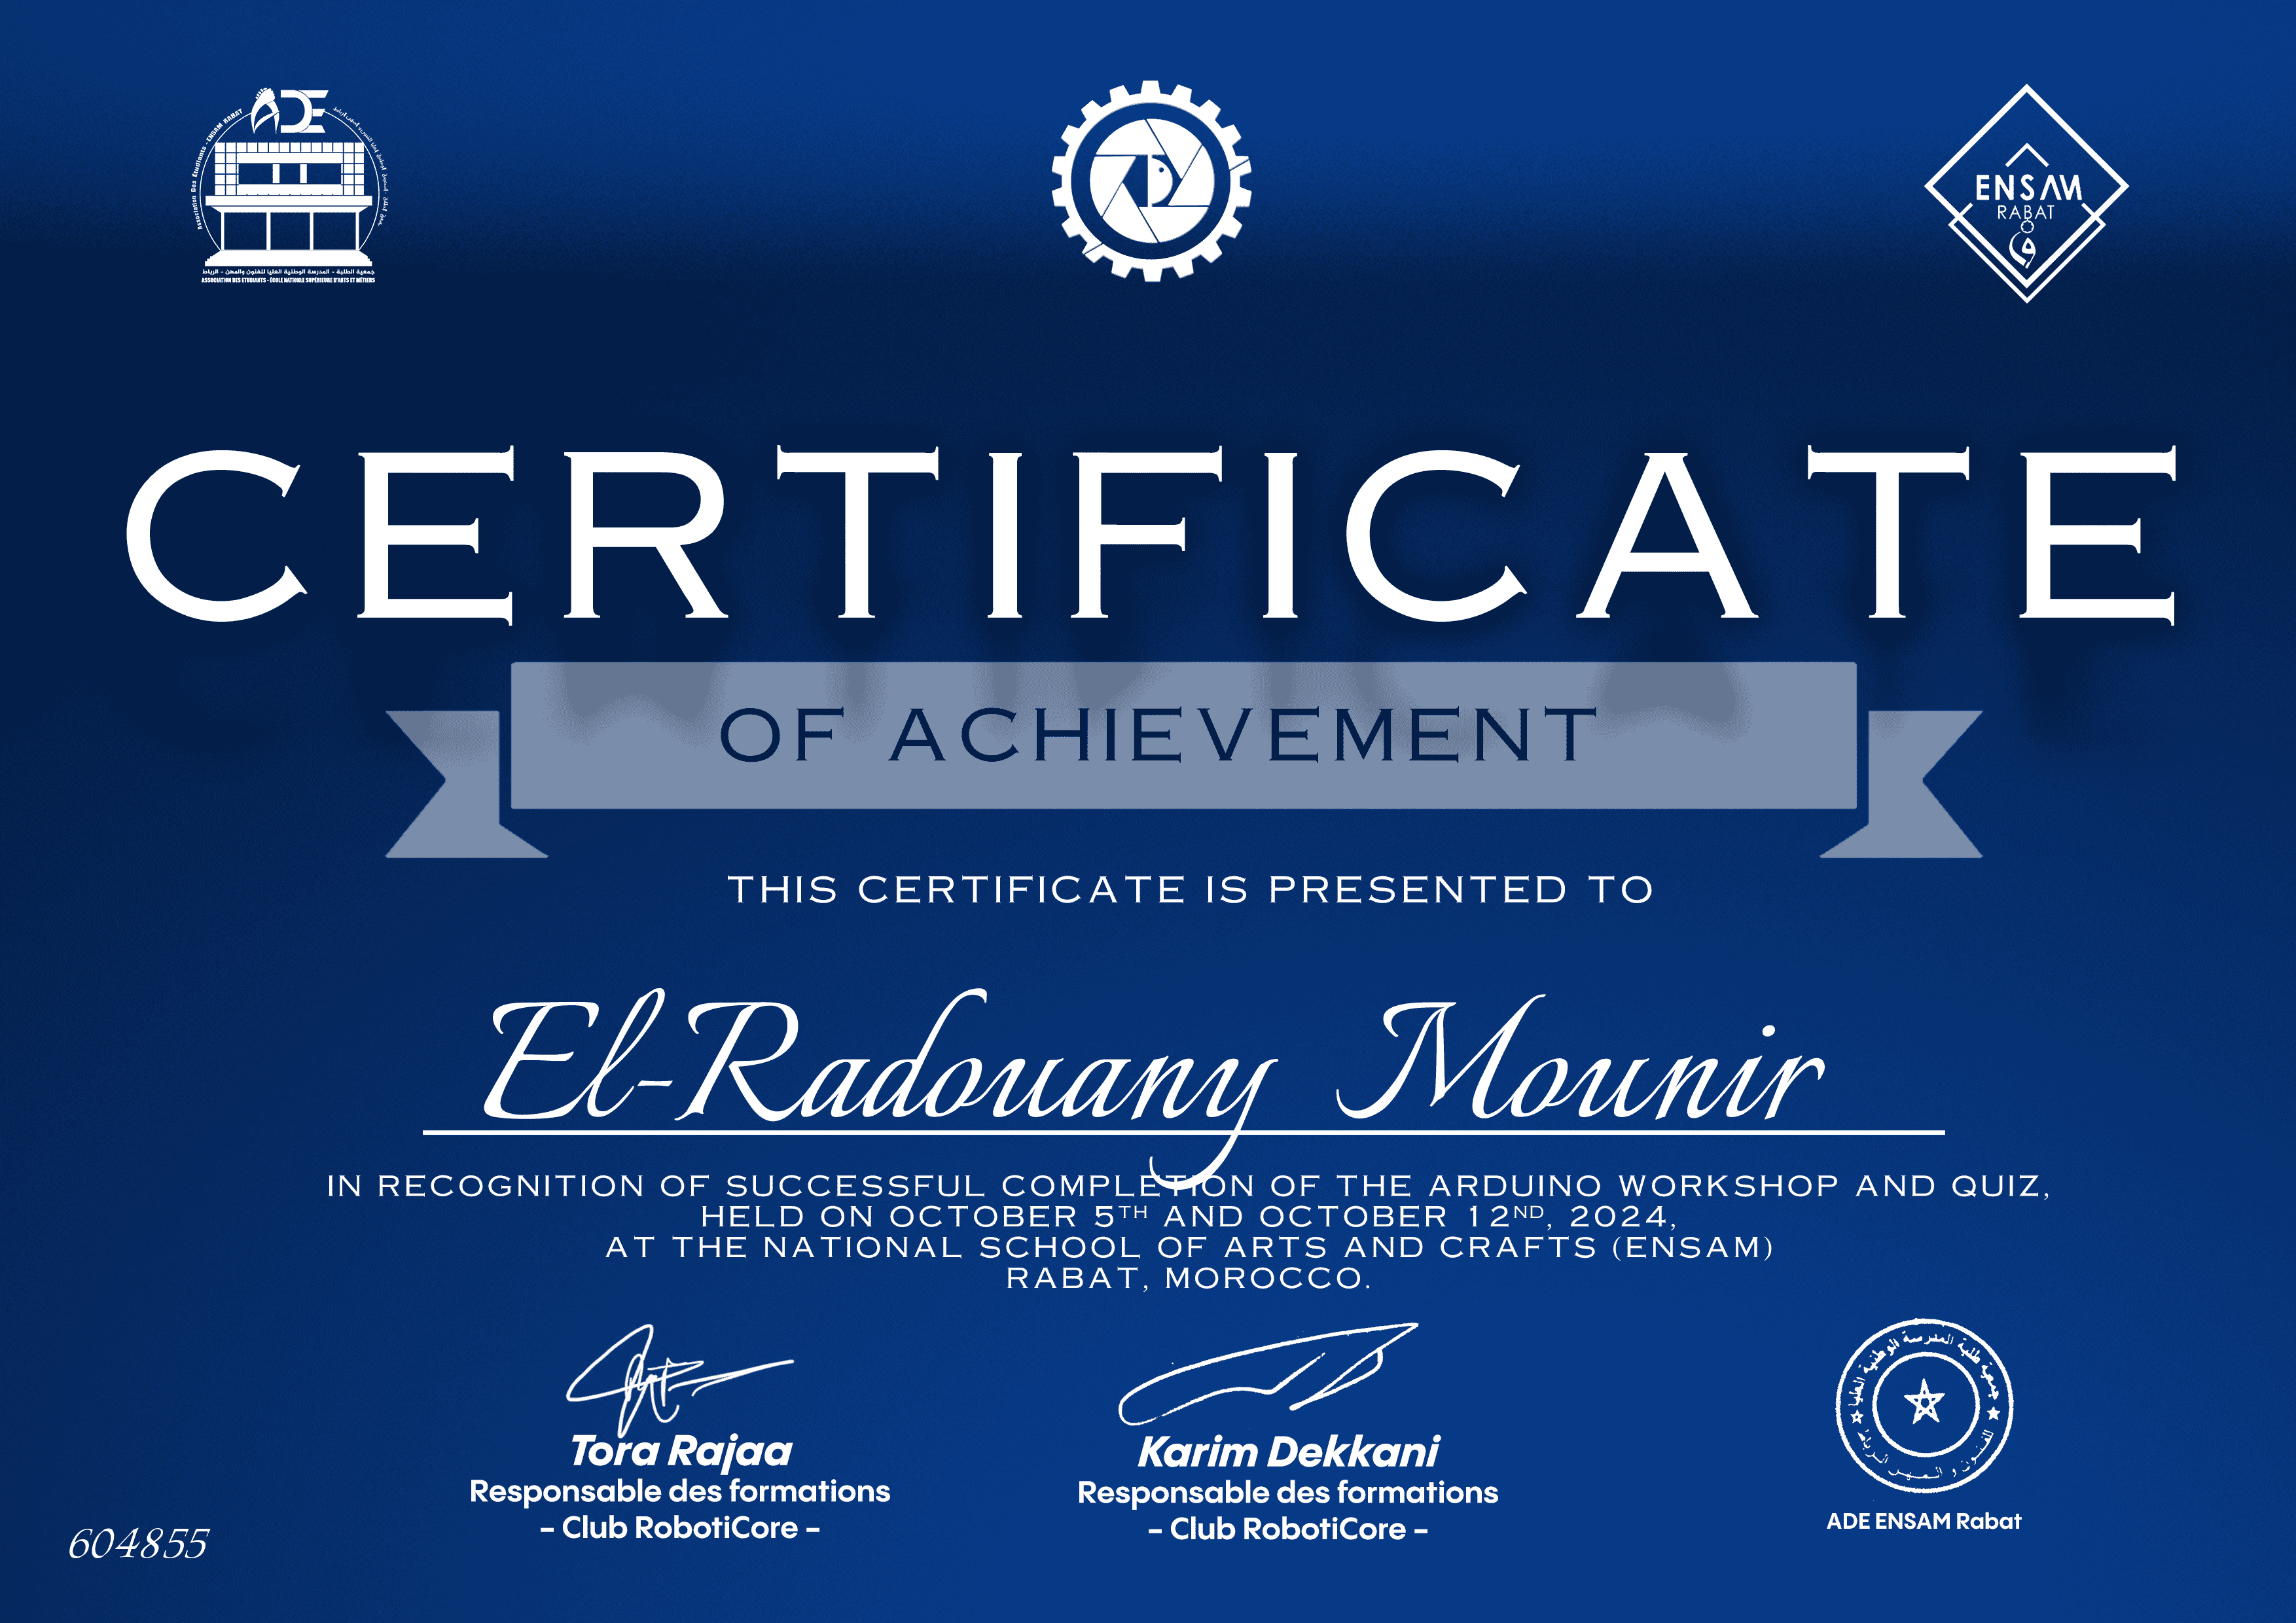 ADE
Association Des Etudiants - ENSAM RABAT
جمعية الطلبة - المدرسة الوطنية العليا للفنون والمهن - الرباط
ASSOCIATION DES ETUDIANTS - ÉCOLE NATIONALE SUPÉRIEURE D'ARTS ET MÉTIERS
ENSAM
RABAT
CERTIFICATE
OF ACHIEVEMENT
THIS CERTIFICATE IS PRESENTED TO
El-Radouany Mounir
IN RECOGNITION OF SUCCESSFUL COMPLETION OF THE ARDUINO WORKSHOP AND QUIZ,
HELD ON OCTOBER 5TH AND OCTOBER 12ND, 2024,
AT THE NATIONAL SCHOOL OF ARTS AND CRAFTS (ENSAM)
RABAT, MOROCCO.
Tora Rajaa
Responsable des formations
- Club RobotiCore -
Karim Dekkani
Responsable des formations
- Club RobotiCore -
جمعية طلبة المدرسة الوطنية العليا
للفنون و المهن الرباط
ADE ENSAM Rabat
604855